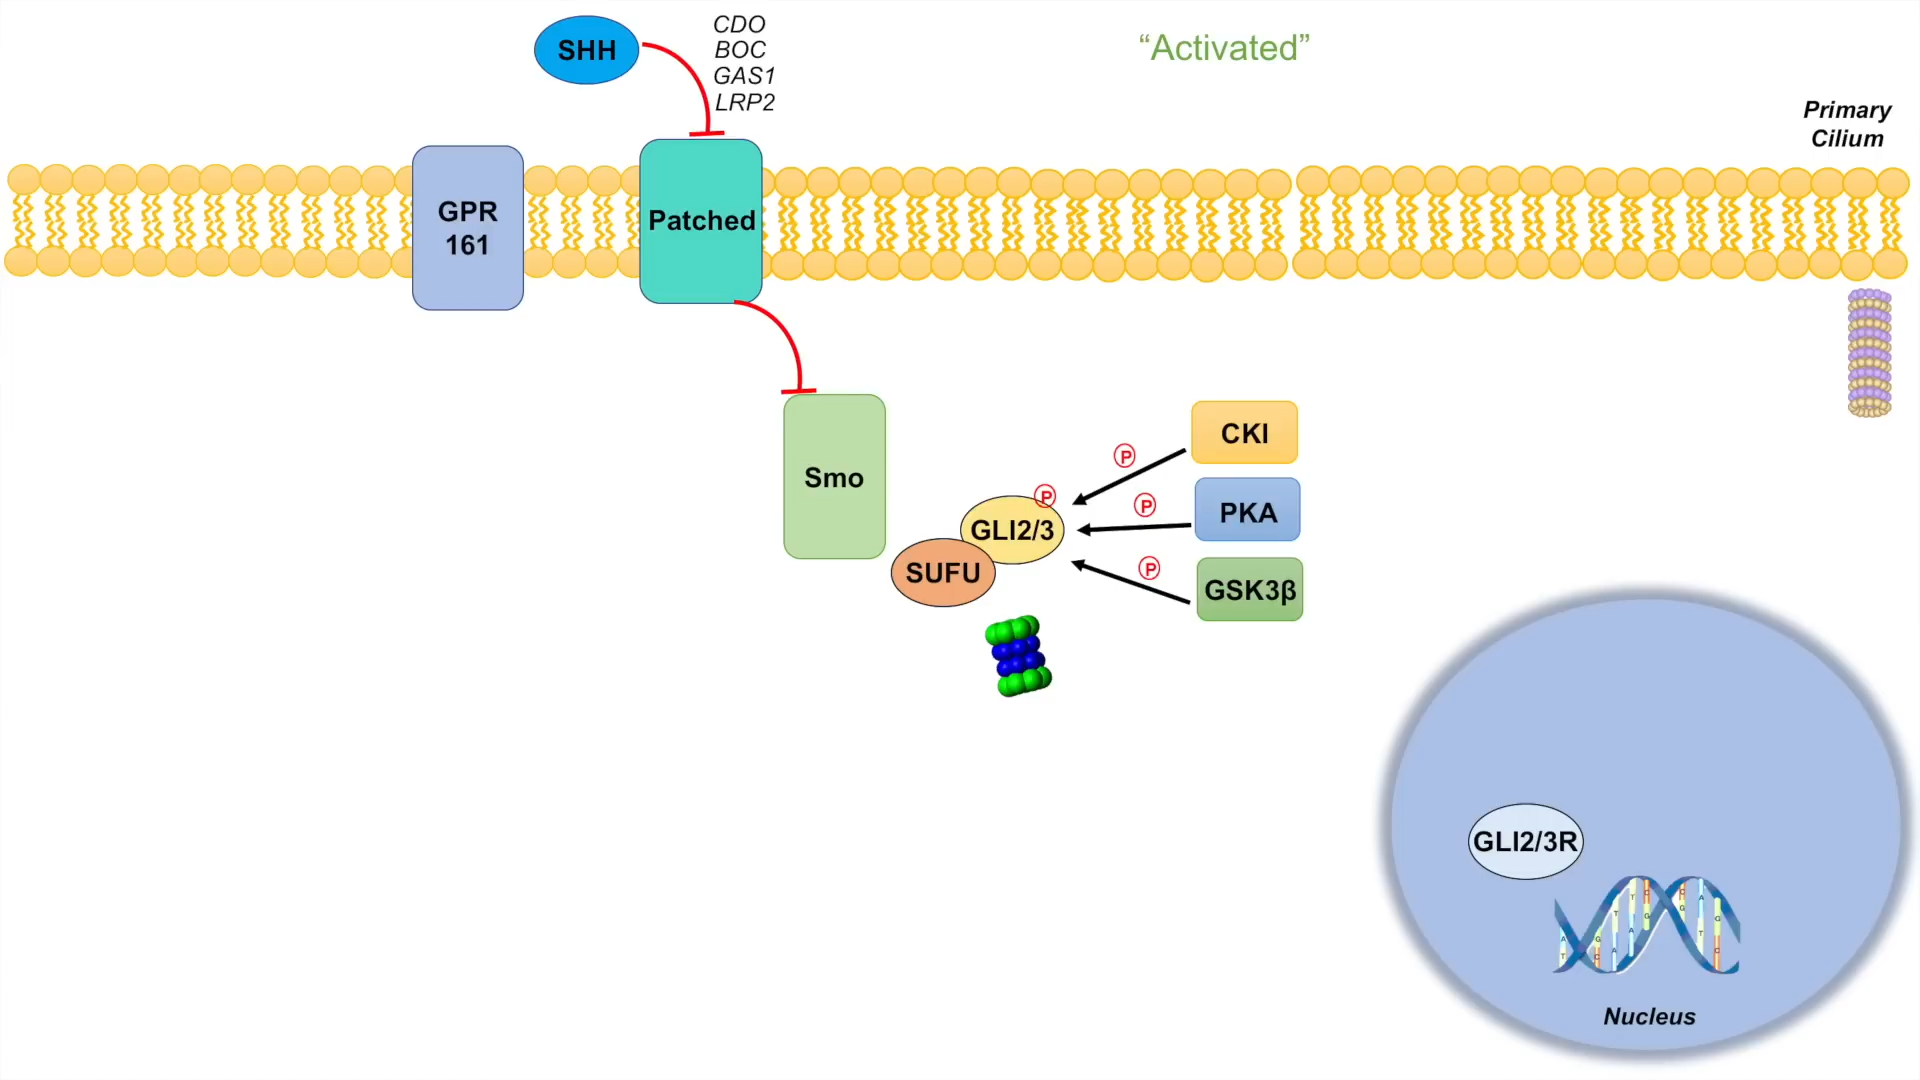 CDO
BOC
GAS1
LRP2
SHH
“Activated”
Primary
Cilium
GPR
161
Patched
Smo
CKI
P
P
PKA
P
GLI2/3
P
SUFU
GSK3β
GLI2/3R
Nucleus